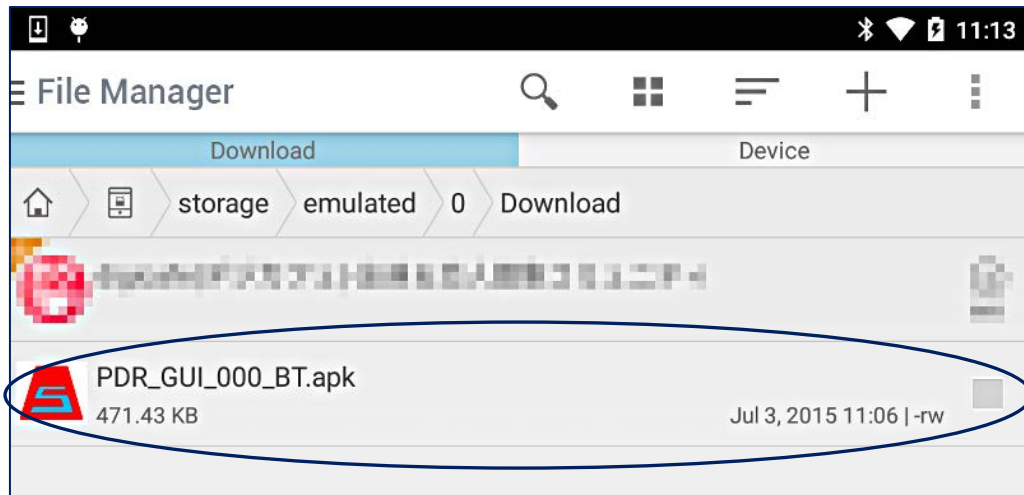 11:13
File Manager
Download Device
storage emulated 0 Download
PDR_GUI_000_BT.apk
471.43 KB Jul 3, 2015 11:06 | -rw